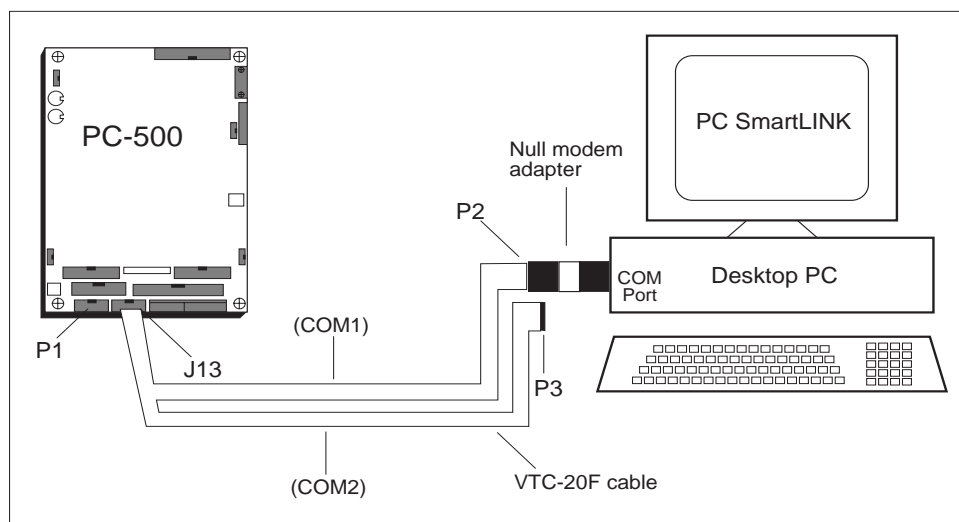 PC-500
PC SmartLINK
Null modem
adapter
P2
COM
Port
Desktop PC
(COM1)
P1
J13
P3
(COM2)
VTC-20F cable